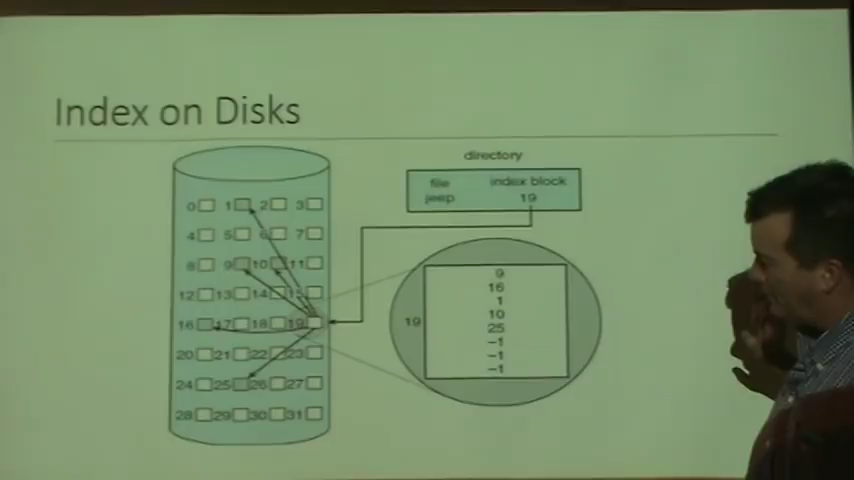 Index on Disks
directory
file index block
jeep 19
0 1 2 3
4 5 6 7
8 9 10 11
12 13 14 15
16 17 18 19
20 21 22 23
24 25 26 27
28 29 30 31
19
9
16
1
10
25
-1
-1
-1